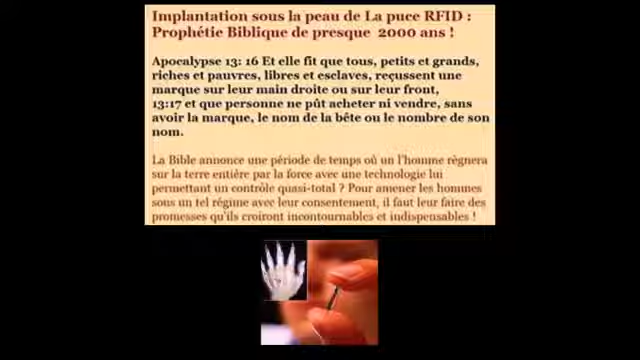 Implantation sous la peau de La puce RFID :
Prophétie Biblique de presque 2000 ans !
Apocalypse 13: 16 Et elle fit que tous, petits et grands,
riches et pauvres, libres et esclaves, reçussent une
marque sur leur main droite ou sur leur front,
13:17 et que personne ne pût acheter ni vendre, sans
avoir la marque, le nom de la bête ou le nombre de son
nom.
La Bible annonce une période de temps où un l'homme règnera
sur la terre entière par la force avec une technologie lui
permettant un contrôle quasi-total ? Pour amener les hommes
sous un tel régime avec leur consentement, il faut leur faire des
promesses qu'ils croiront incontournables et indispensables !